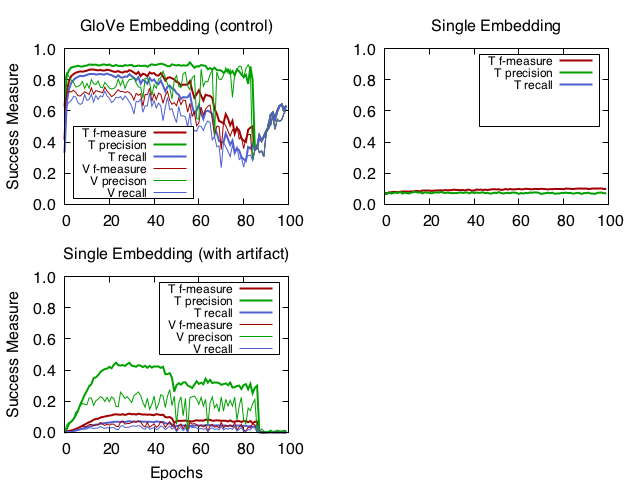 GloVe Embedding (control)
Success Measure
1.0
0.8
0.6
0.4
0.2
0.0
T f-measure
T precision
T recall
V f-measure
V precison
V recall
0 20 40 60 80 100
Single Embedding
1.0
0.8
0.6
0.4
0.2
0.0
T f-measure
T precision
T recall
0 20 40 60 80 100
Single Embedding (with artifact)
Success Measure
1.0
0.8
0.6
0.4
0.2
0.0
T f-measure
T precision
T recall
V f-measure
V precison
V recall
0 20 40 60 80 100
Epochs